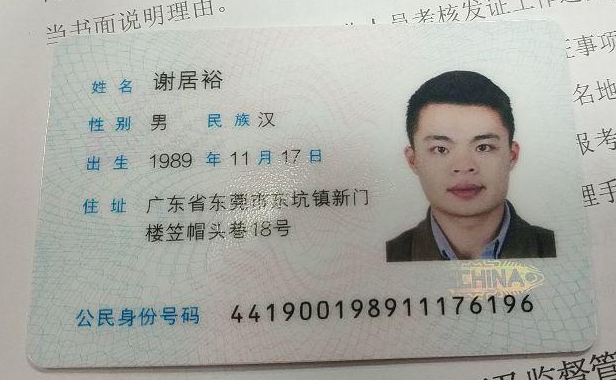 当书面说明理由。
人员考核发证工作
事项
姓名 谢居裕
名地
性别 男 民族 汉
报考
出生 1989 年 11 月 17 日
理手
住址 广东省东莞市东坑镇新门
楼笠帽头巷18号
CHINA
公民身份号码 441900198911176196
监督管